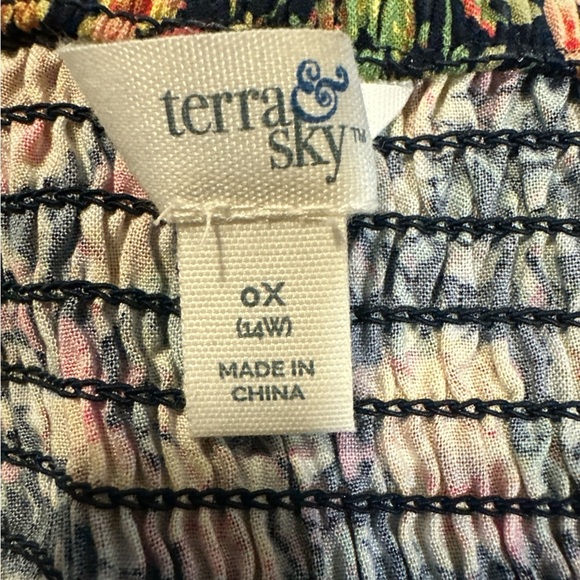 terra &
sky™
0X
(14W)
MADE IN
CHINA